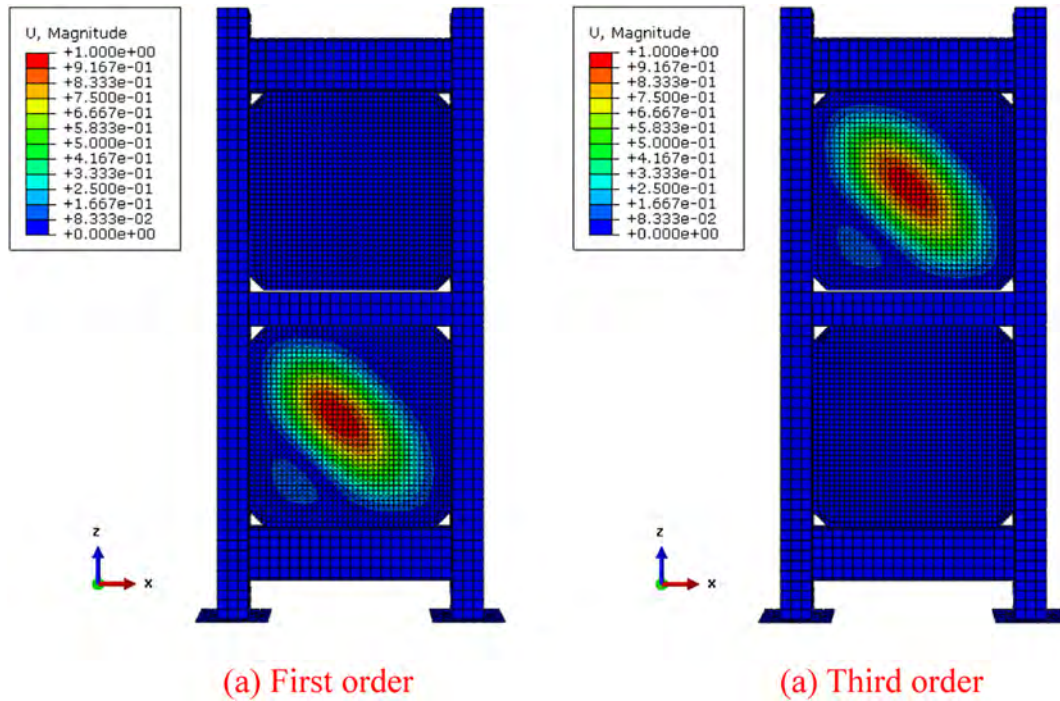 U, Magnitude
+1.000e+00
+9.167e-01
+8.333e-01
+7.500e-01
+6.667e-01
+5.833e-01
+5.000e-01
+4.167e-01
+3.333e-01
+2.500e-01
+1.667e-01
+8.333e-02
+0.000e+00
z
x
(a) First order
U, Magnitude
+1.000e+00
+9.167e-01
+8.333e-01
+7.500e-01
+6.667e-01
+5.833e-01
+5.000e-01
+4.167e-01
+3.333e-01
+2.500e-01
+1.667e-01
+8.333e-02
+0.000e+00
z
x
(a) Third order